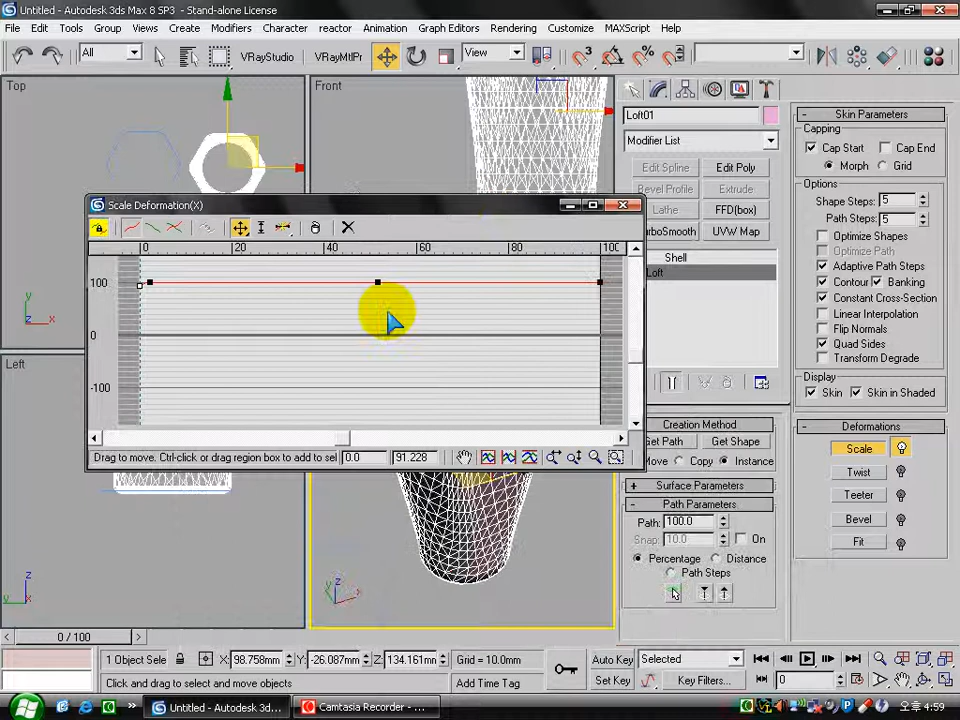 Untitled - Autodesk 3ds Max 8 SP3 - Stand-alone License
File Edit Tools Group Views Create Modifiers Character reactor Animation Graph Editors Rendering Customize MAXScript Help
All VRayStudio VRayMtlPr View
Top Front
Loft01
Modifier List
Edit Spline Edit Poly
Bevel Profile Extrude
Lathe FFD(box)
rboSmooth UVW Map
Shell
Loft
Scale Deformation(X)
0 20 40 60 80 100
100
0
-100
Drag to move. Ctrl-click or drag region box to add to sel 0.0 91.228
Left
Creation Method
Get Path Get Shape
Move Copy Instance
+ Surface Parameters
- Path Parameters
Path: 100.0
Snap: 10.0 On
Percentage Distance
Path Steps
- Skin Parameters
Capping
Cap Start Cap End
Morph Grid
Options
Shape Steps: 5
Path Steps: 5
Optimize Shapes
Optimize Path
Adaptive Path Steps
Contour Banking
Constant Cross-Section
Linear Interpolation
Flip Normals
Quad Sides
Transform Degrade
Display
Skin Skin in Shaded
- Deformations
Scale
Twist
Teeter
Bevel
Fit
z
x
y
< 0 / 100 >
1 Object Sele X: 98.758mm Y: -26.087mm Z: 134.161mm Grid = 10.0mm Auto Key Selected
Click and drag to select and move objects Add Time Tag Set Key Key Filters... 0
Untitled - Autodesk 3ds... Camtasia Recorder - ... 오후 4:59